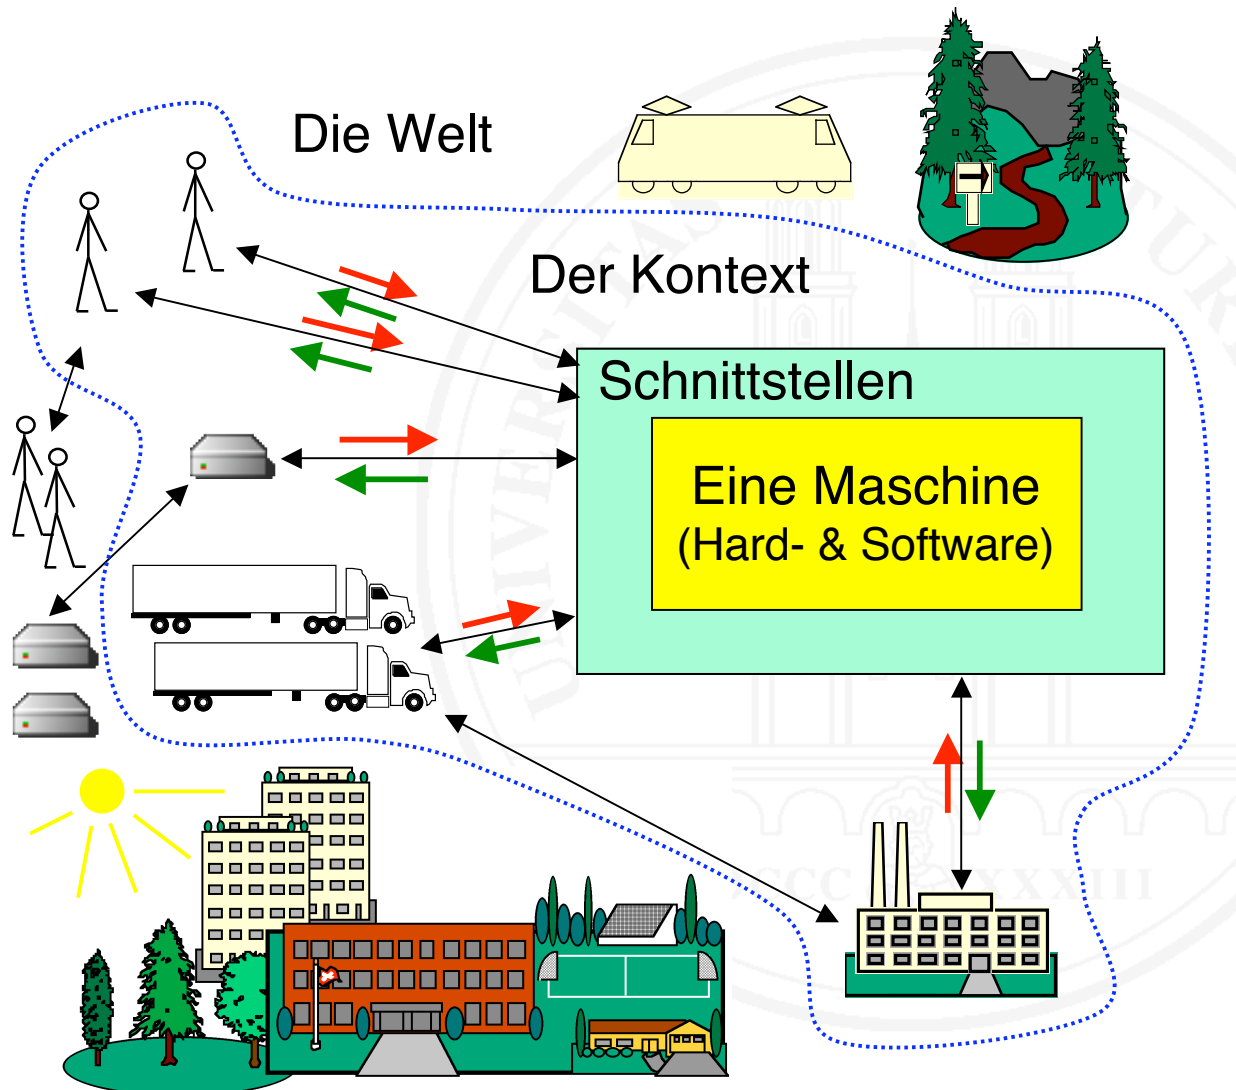 Die Welt
Der Kontext
Schnittstellen
Eine Maschine
(Hard- & Software)